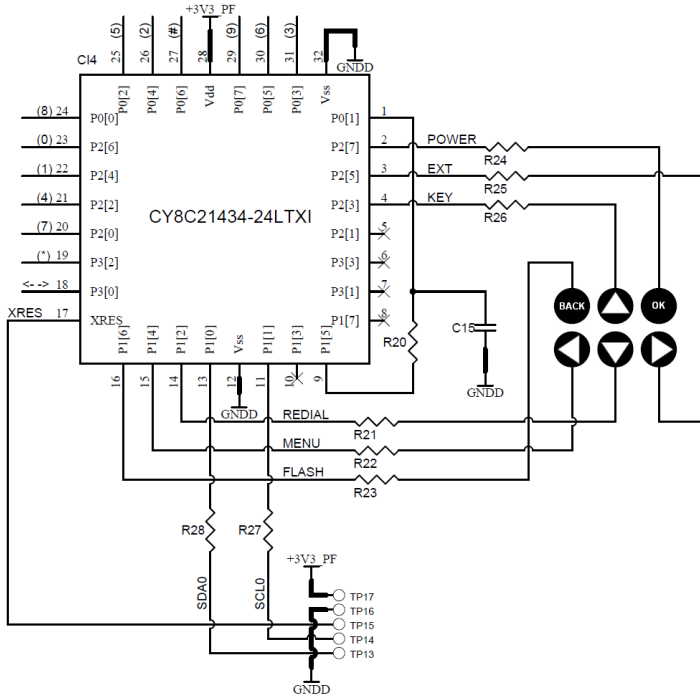 +3V3_PF
(5) (2) (#) (9) (6) (3)
25 26 27 28 29 30 31 32
CI4
GNDD
P0[2] P0[4] P0[6] Vdd P0[7] P0[5] P0[3] Vss
(8) 24 P0[0] P0[1] 1
(0) 23 P2[6] P2[7] 2 POWER
R24
(1) 22 P2[4] P2[5] 3 EXT
R25
(4) 21 P2[2] P2[3] 4 KEY
R26
CY8C21434-24LTXI
(7) 20 P2[0] P2[1] 5
(*) 19 P3[2] P3[3] 6
<--> 18 P3[0] P3[1] 7
BACK OK
XRES 17 XRES P1[7] 8
C15
R20
P1[6] P1[4] P1[2] P1[0] Vss P1[1] P1[3] P1[5]
16 15 14 13 12 11 10 9
GNDD
GNDD
REDIAL
R21
MENU
R22
FLASH
R23
R28 R27
+3V3_PF
SDA0 SCL0
TP17
TP16
TP15
TP14
TP13
GNDD